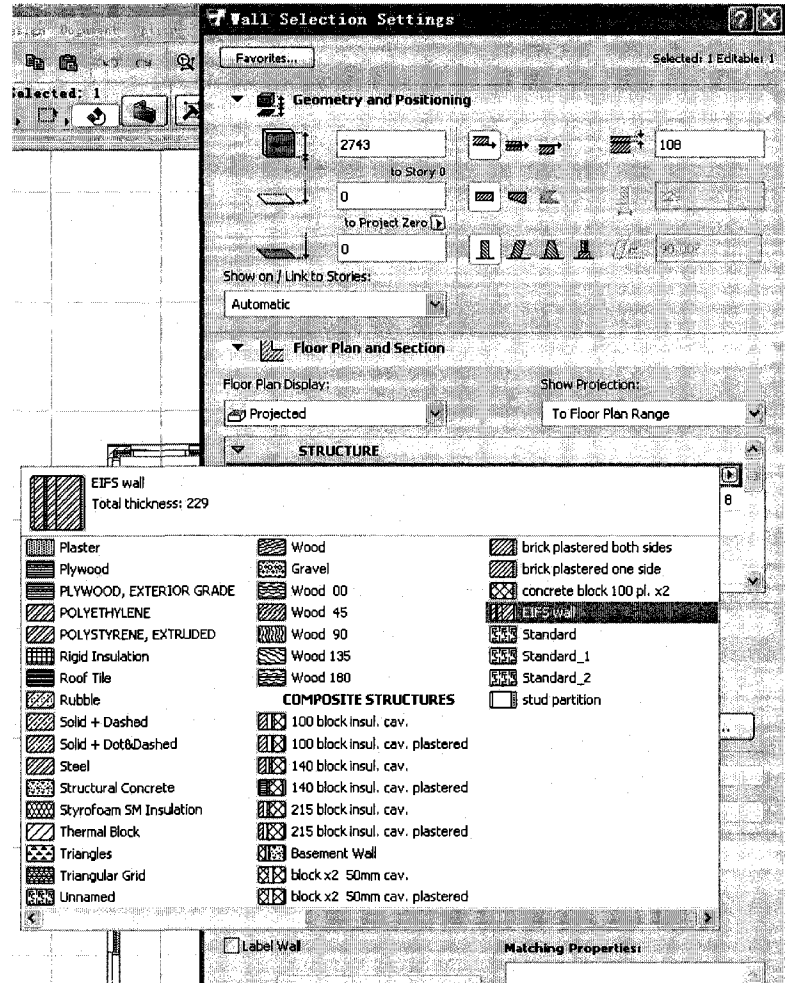 Wall Selection Settings
Document
Favorites...
Selected: 1 Editable: 1
Selected: 1
Geometry and Positioning
2743
108
to Story 0
0
to Project Zero
0
Show on / Link to Stories:
Automatic
Floor Plan and Section
Floor Plan Display:
Show Projection:
Projected
To Floor Plan Range
STRUCTURE
EIFS wall
Total thickness: 229
8
Plaster
Plywood
PLYWOOD, EXTERIOR GRADE
POLYETHYLENE
POLYSTYRENE, EXTRUDED
Rigid Insulation
Roof Tile
Rubble
Solid + Dashed
Solid + Dot&Dashed
Steel
Structural Concrete
Styrofoam SM Insulation
Thermal Block
Triangles
Triangular Grid
Unnamed
Wood
Gravel
Wood 00
Wood 45
Wood 90
Wood 135
Wood 180
COMPOSITE STRUCTURES
100 block insul. cav.
100 block insul. cav. plastered
140 block insul. cav.
140 block insul. cav. plastered
215 block insul. cav.
215 block insul. cav. plastered
Basement Wall
block x2 50mm cav.
block x2 50mm cav. plastered
brick plastered both sides
brick plastered one side
concrete block 100 pl. x2
EIFS wall
Standard
Standard_1
Standard_2
stud partition
Label Wall
Matching Properties: